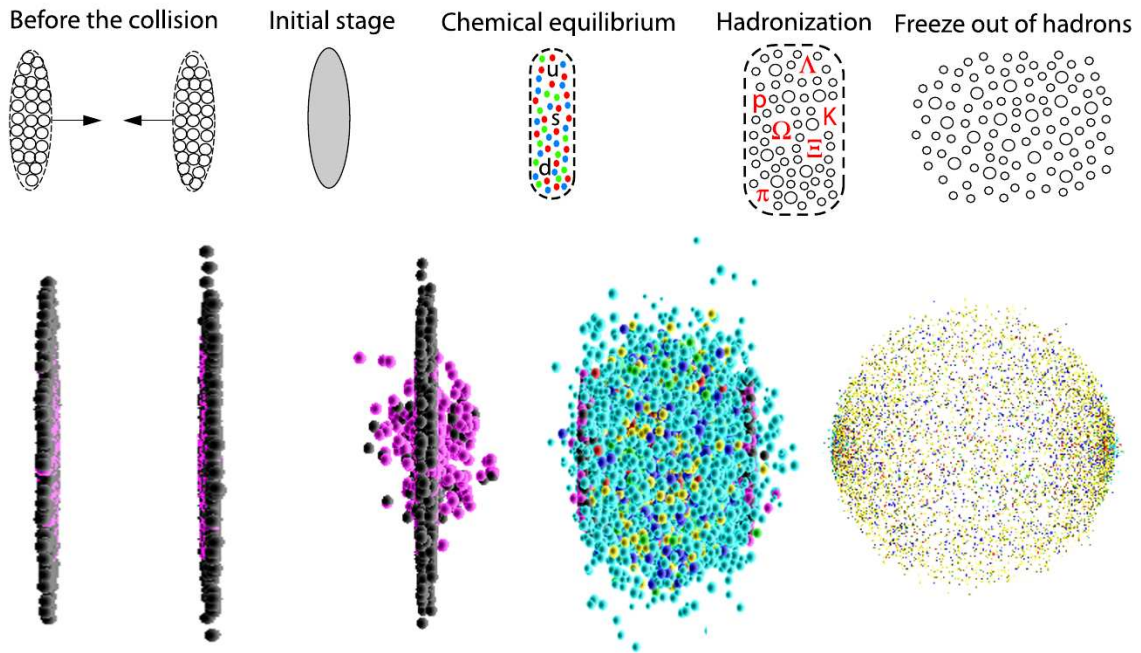 Before the collision
Initial stage
Chemical equilibrium
Hadronization
Freeze out of hadrons
u
s
d
Λ
p
K
Ω
Ξ
π